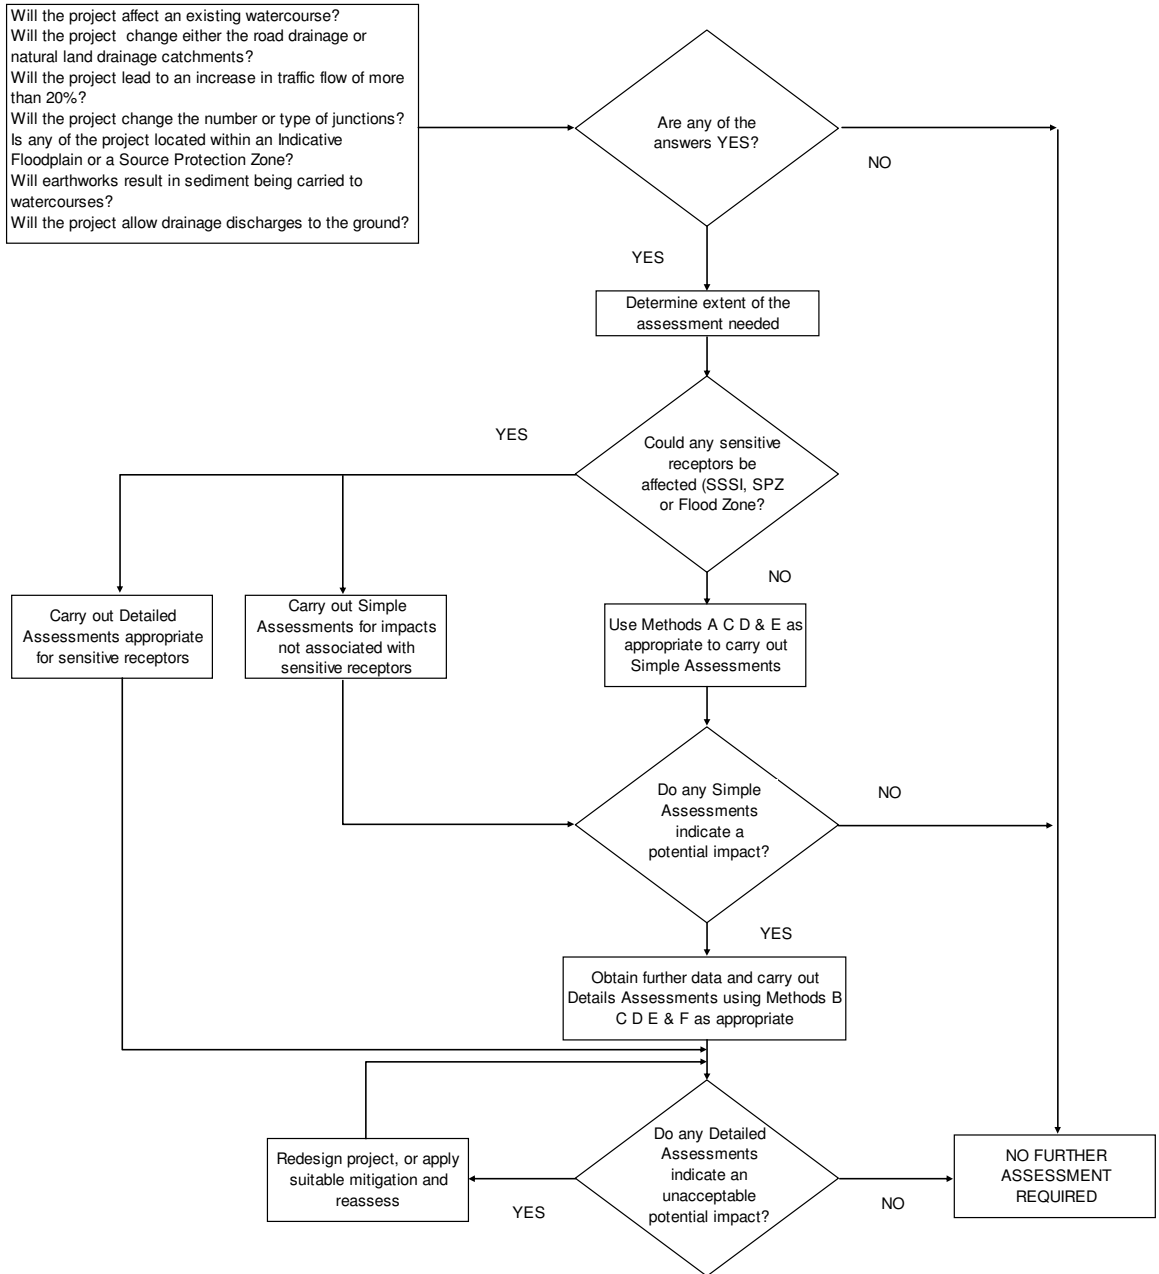 Will the project affect an existing watercourse?
Will the project  change either the road drainage or
natural land drainage catchments?
Will the project lead to an increase in traffic flow of more
than 20%?
Will the project change the number or type of junctions?
Is any of the project located within an Indicative
Floodplain or a Source Protection Zone?
Will earthworks result in sediment being carried to
watercourses?
Will the project allow drainage discharges to the ground?
Are any of the
answers YES?
NO
YES
Determine extent of the
assessment needed
Could any sensitive
receptors be
affected (SSSI, SPZ
or Flood Zone?
YES
NO
Carry out Detailed
Assessments appropriate
for sensitive receptors
Carry out Simple
Assessments for impacts
not associated with
sensitive receptors
Use Methods A C D & E as
appropriate to carry out
Simple Assessments
Do any Simple
Assessments
indicate a
potential impact?
NO
YES
Obtain further data and carry out
Details Assessments using Methods B
C D E & F as appropriate
Redesign project, or apply
suitable mitigation and
reassess
YES
Do any Detailed
Assessments
indicate an
unacceptable
potential impact?
NO
NO FURTHER
ASSESSMENT
REQUIRED